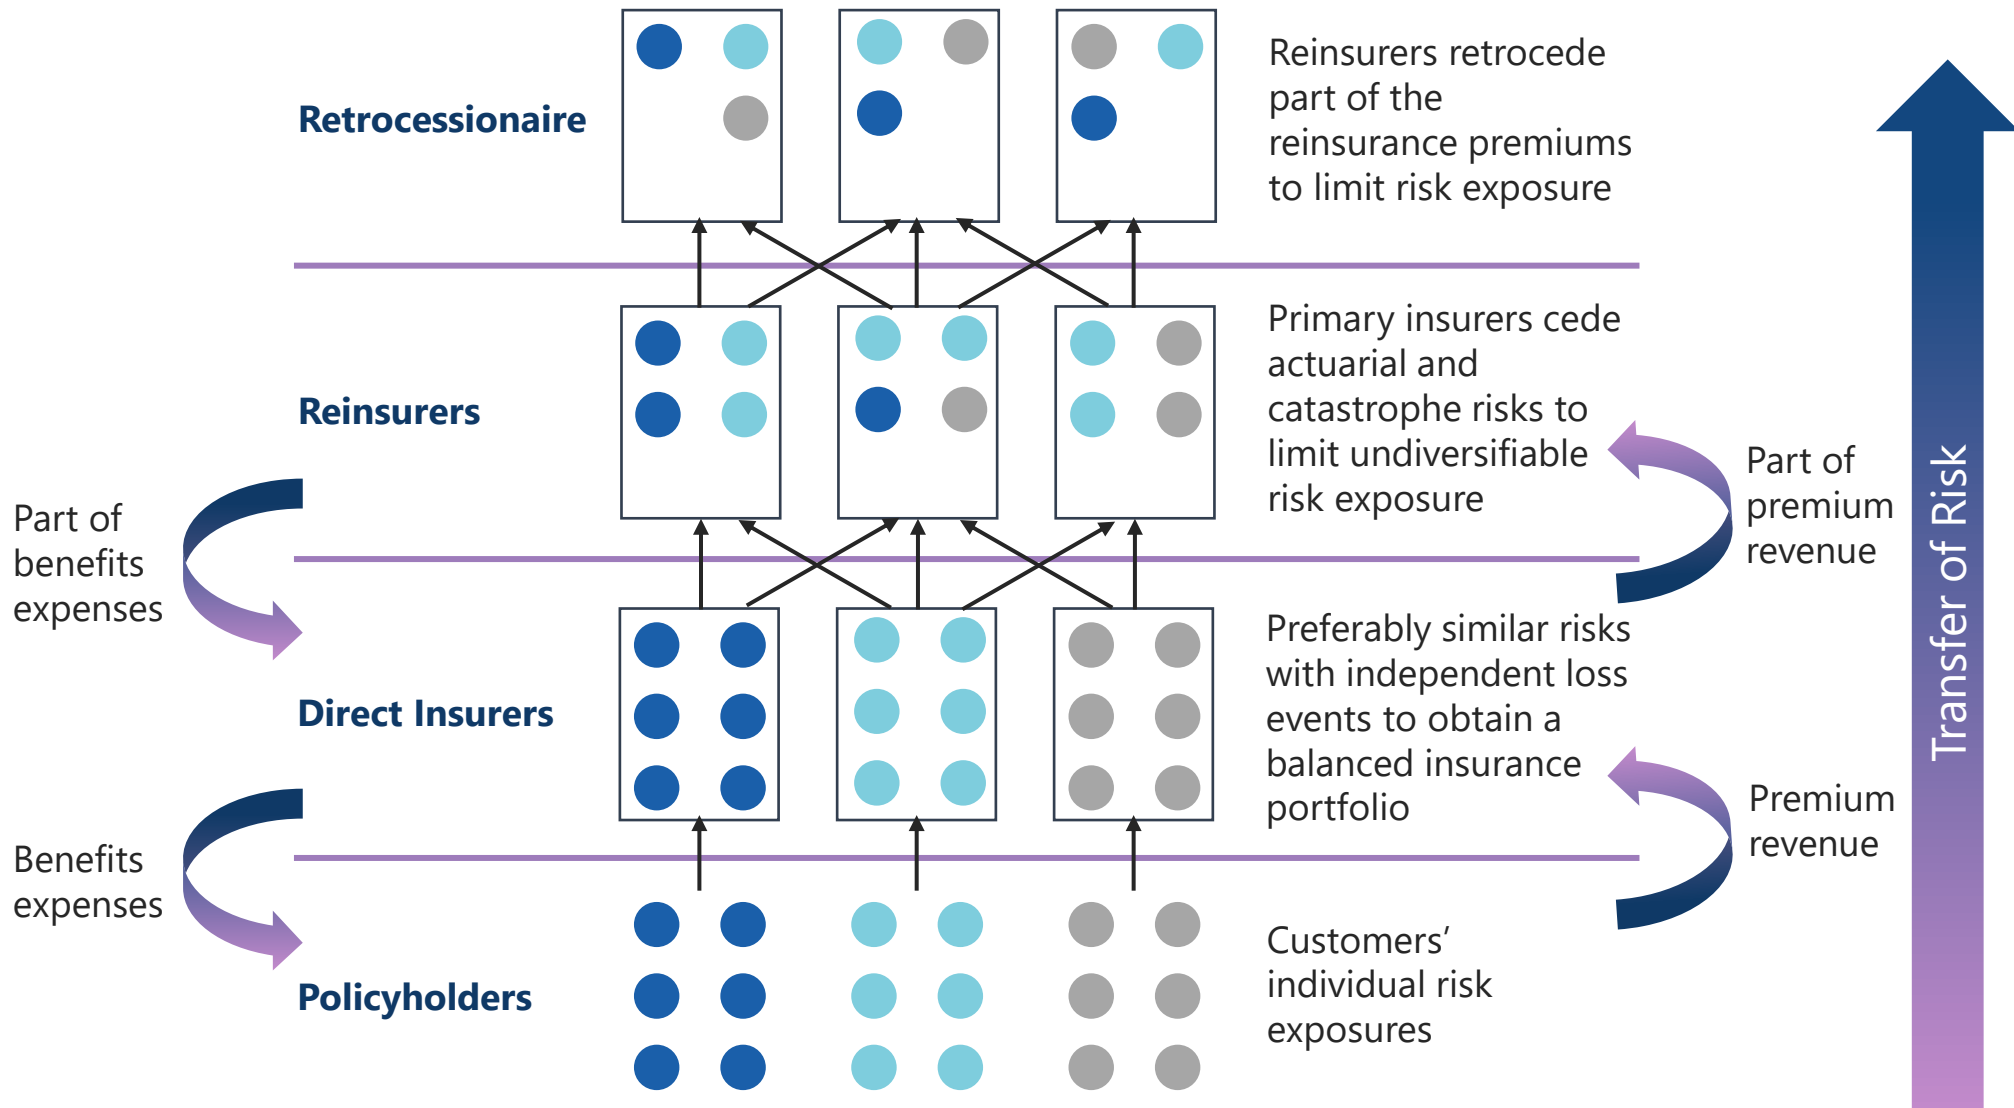 Retrocessionaire
Reinsurers retrocede
part of the
reinsurance premiums
to limit risk exposure
Reinsurers
Primary insurers cede
actuarial and
catastrophe risks to
limit undiversifiable
risk exposure
Part of
benefits
expenses
Part of
premium
revenue
Direct Insurers
Preferably similar risks
with independent loss
events to obtain a
balanced insurance
portfolio
Benefits
expenses
Premium
revenue
Policyholders
Customers’
individual risk
exposures
Transfer of Risk